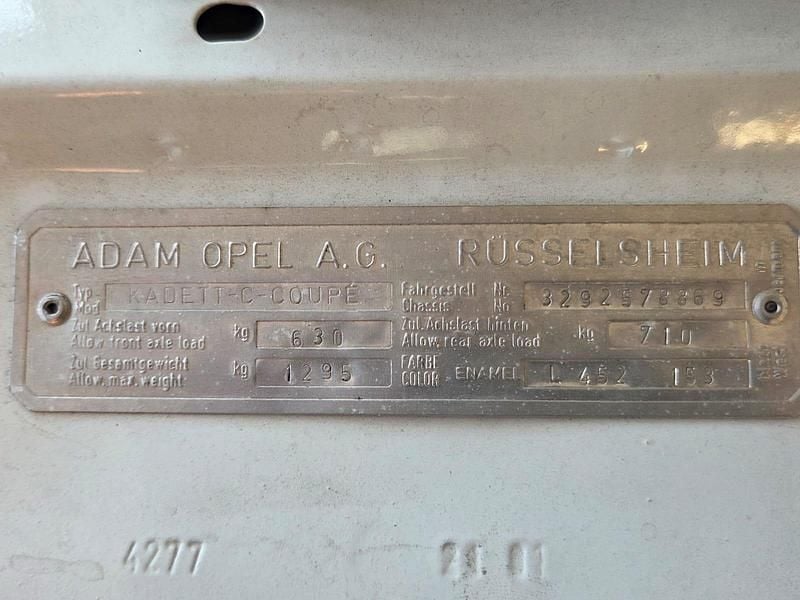 ADAM OPEL A.G. RÜSSELSHEIM
Typ KADETT-C-COUPÉ Fahrgestell Nr.
Mod Chassis No 3292573369
Zul Achslast vorn kg 630 Zul. Achslast hinten kg 710
Allow front axle load Allow. rear axle load
Zul Gesamtgewicht kg 1295 FARBE ENAMEL L 452 153
Allow. max. weight COLOR
4277